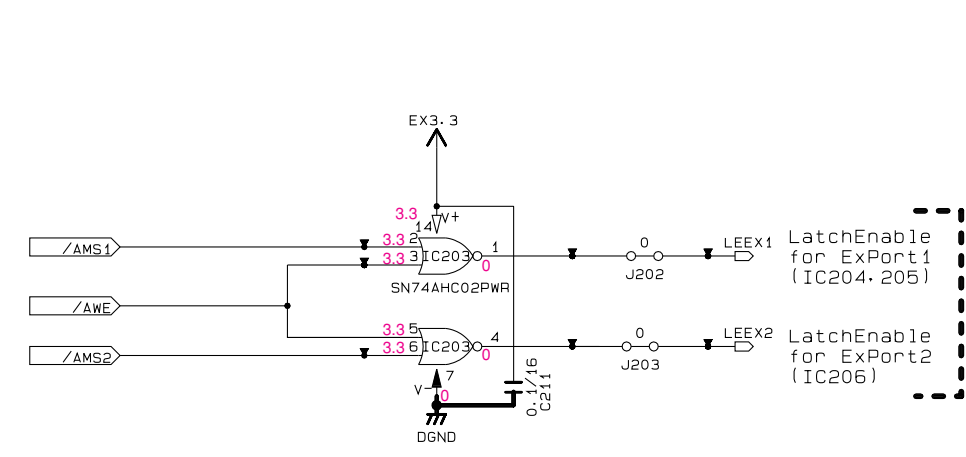 EX3.3
3.3
14
V+
/AMS1
3.3 2
3.3 3
IC203
1
0
SN74AHC02PWR
0
J202
LEEX1
LatchEnable
for ExPort1
(IC204,205)
/AWE
/AMS2
3.3 5
3.3 6
IC203
4
0
0
J203
LEEX2
LatchEnable
for ExPort2
(IC206)
7
V-
0
0.1/16
C211
DGND